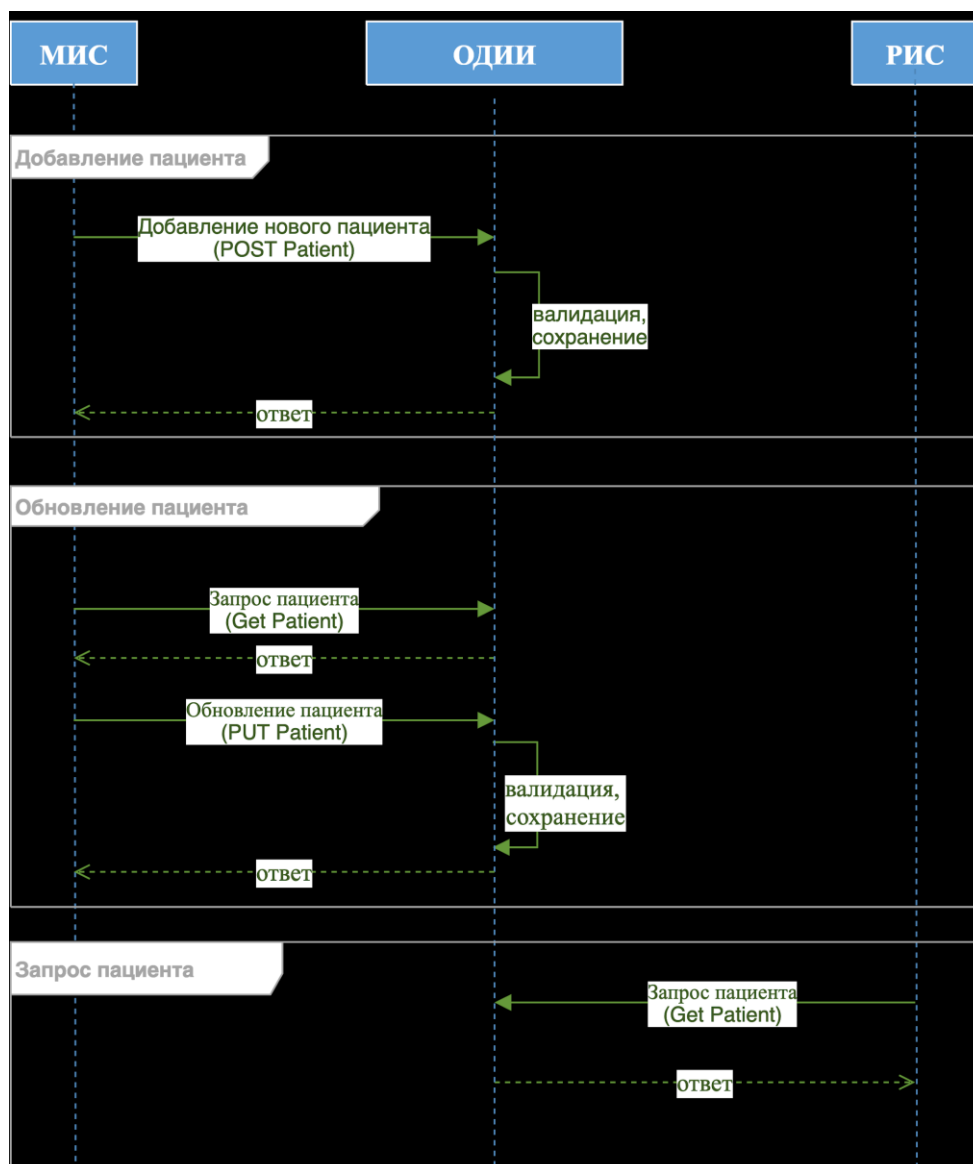 МИС
ОДИИ
РИС
Добавление пациента
Добавление нового пациента
(POST Patient)
валидация,
сохранение
ответ
Обновление пациента
Запрос пациента
(Get Patient)
ответ
Обновление пациента
(PUT Patient)
валидация,
сохранение
ответ
Запрос пациента
Запрос пациента
(Get Patient)
ответ